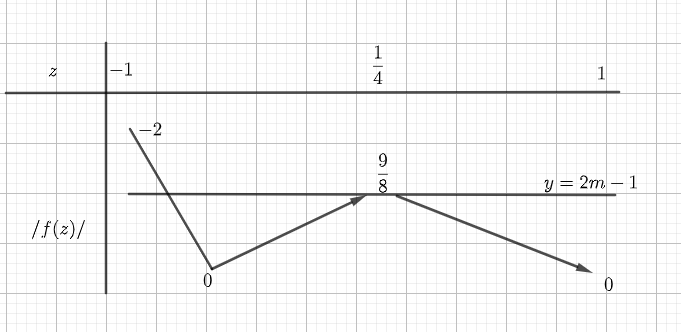 z −1 1/4 1
−2
9/8
y = 2m − 1
/f(z)/
0 0